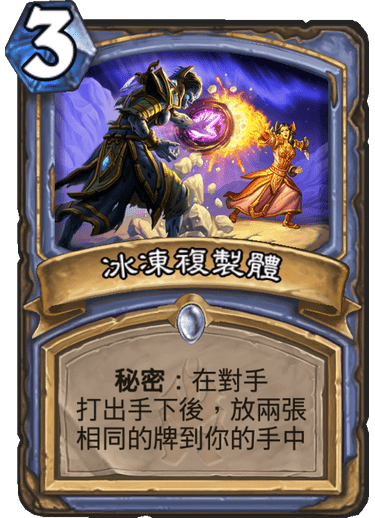 3
冰凍複製體
秘密：在對手
打出手下後，放兩張
相同的牌到你的手中